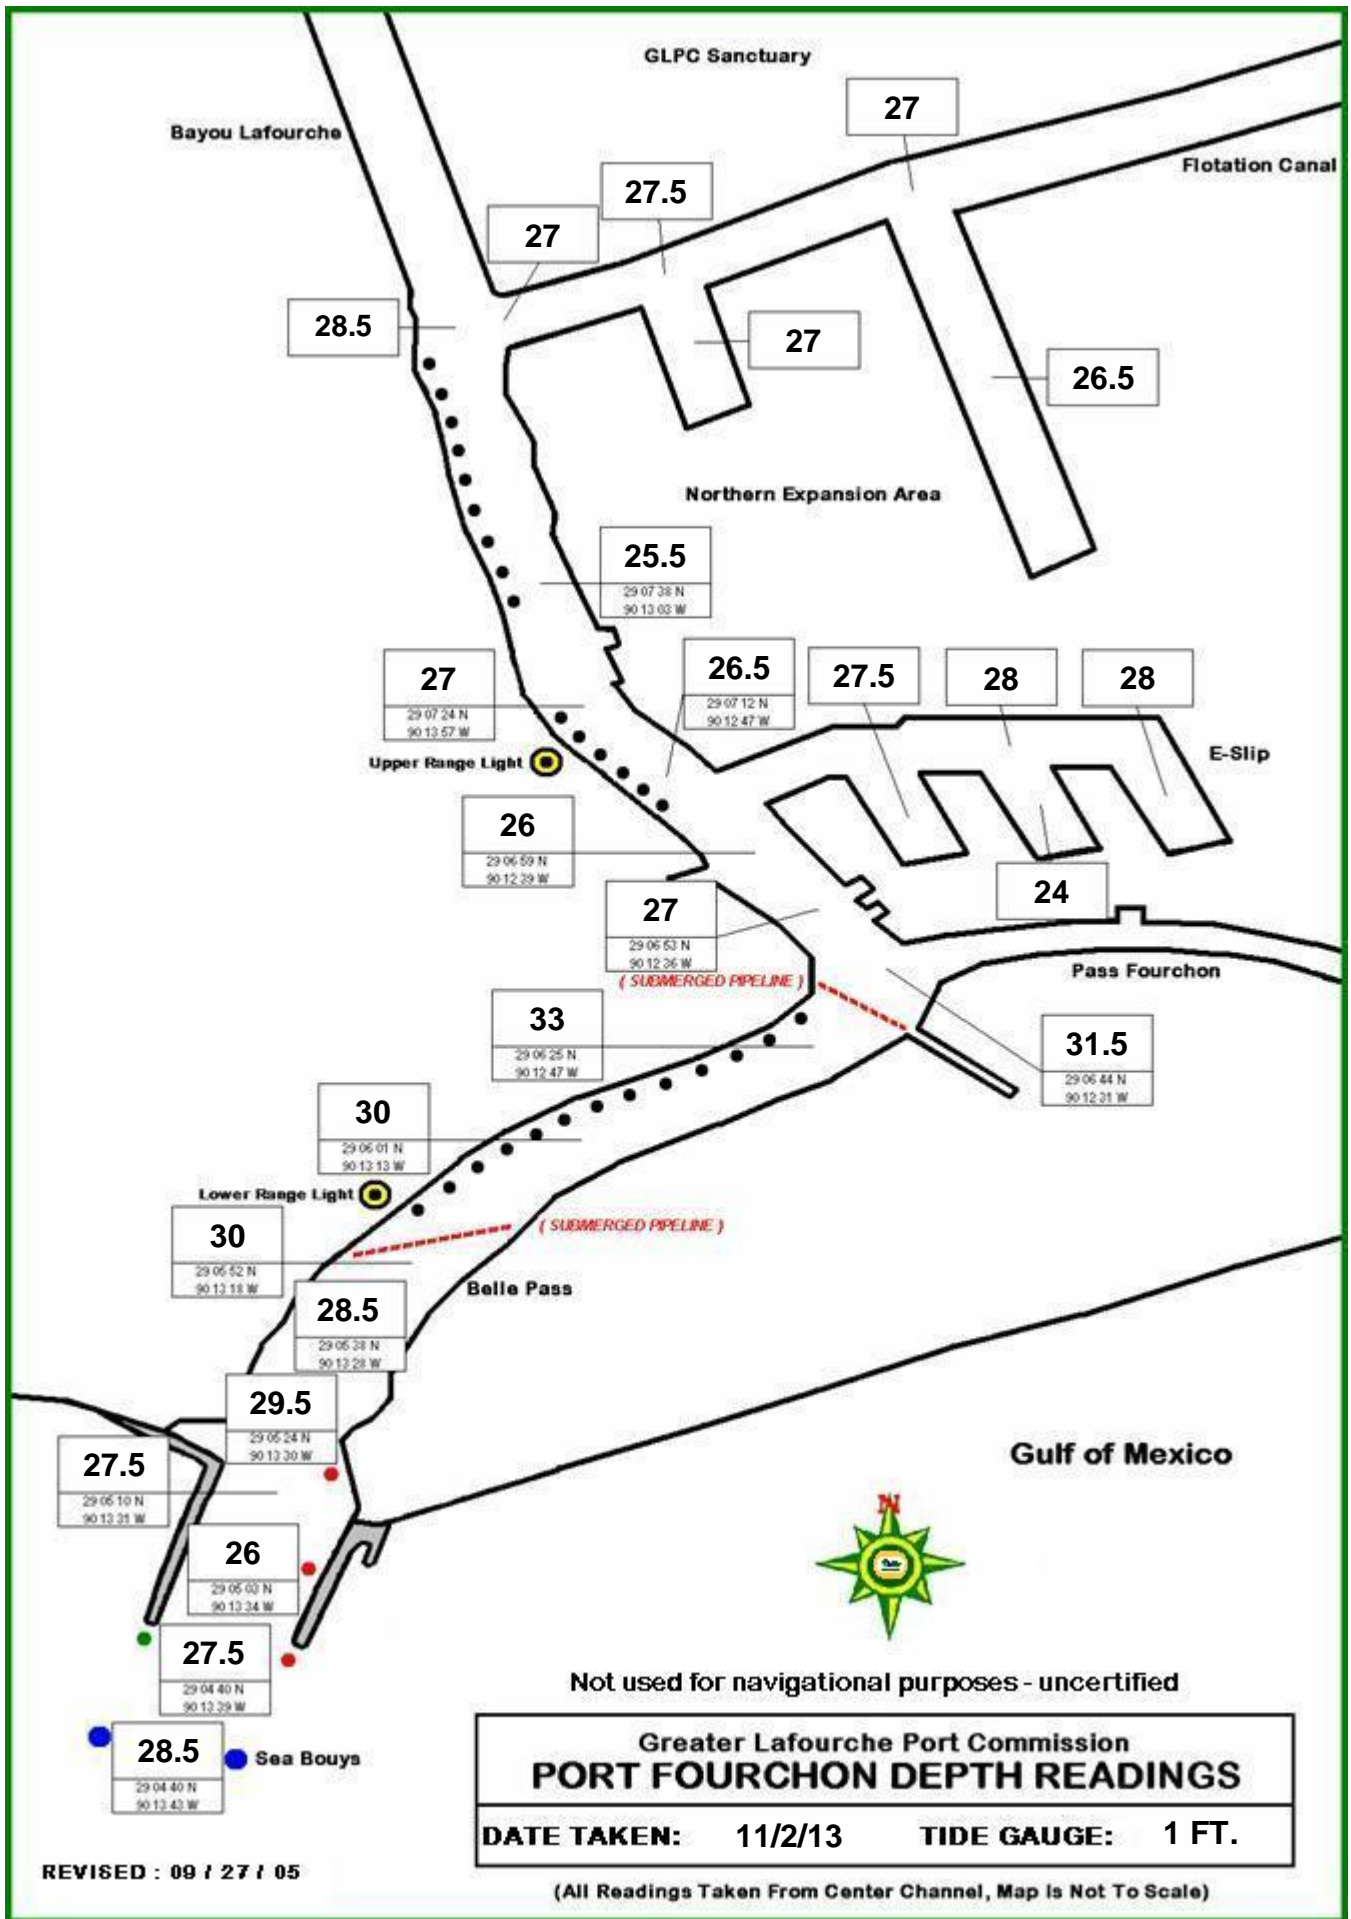 GLPC Sanctuary
27
Bayou Lafourche
Flotation Canal
27.5
27
28.5
27
26.5
Northern Expansion Area
25.5
29 07 38 N
90 13 03 W
27
29 07 24 N
90 13 57 W
26.5
29 07 12 N
90 12 47 W
27.5
28
28
Upper Range Light
E-Slip
26
29 06 59 N
90 12 39 W
24
27
29 06 53 N
90 12 36 W
Pass Fourchon
( SUBMERGED PIPELINE )
33
29 06 25 N
90 12 47 W
31.5
29 06 44 N
90 12 31 W
30
29 06 01 N
90 13 13 W
Lower Range Light
30
29 05 52 N
90 13 18 W
( SUBMERGED PIPELINE )
Belle Pass
28.5
29 05 38 N
90 13 28 W
29.5
29 05 24 N
90 13 30 W
Gulf of Mexico
27.5
29 05 10 N
90 13 31 W
N
26
29 05 03 N
90 13 34 W
27.5
29 04 40 N
90 13 39 W
Not used for navigational purposes - uncertified
28.5
29 04 40 N
90 13 43 W
Sea Bouys
Greater Lafourche Port Commission
PORT FOURCHON DEPTH READINGS
DATE TAKEN: 11/2/13 TIDE GAUGE: 1 FT.
REVISED : 09 / 27 / 05
(All Readings Taken From Center Channel, Map Is Not To Scale)